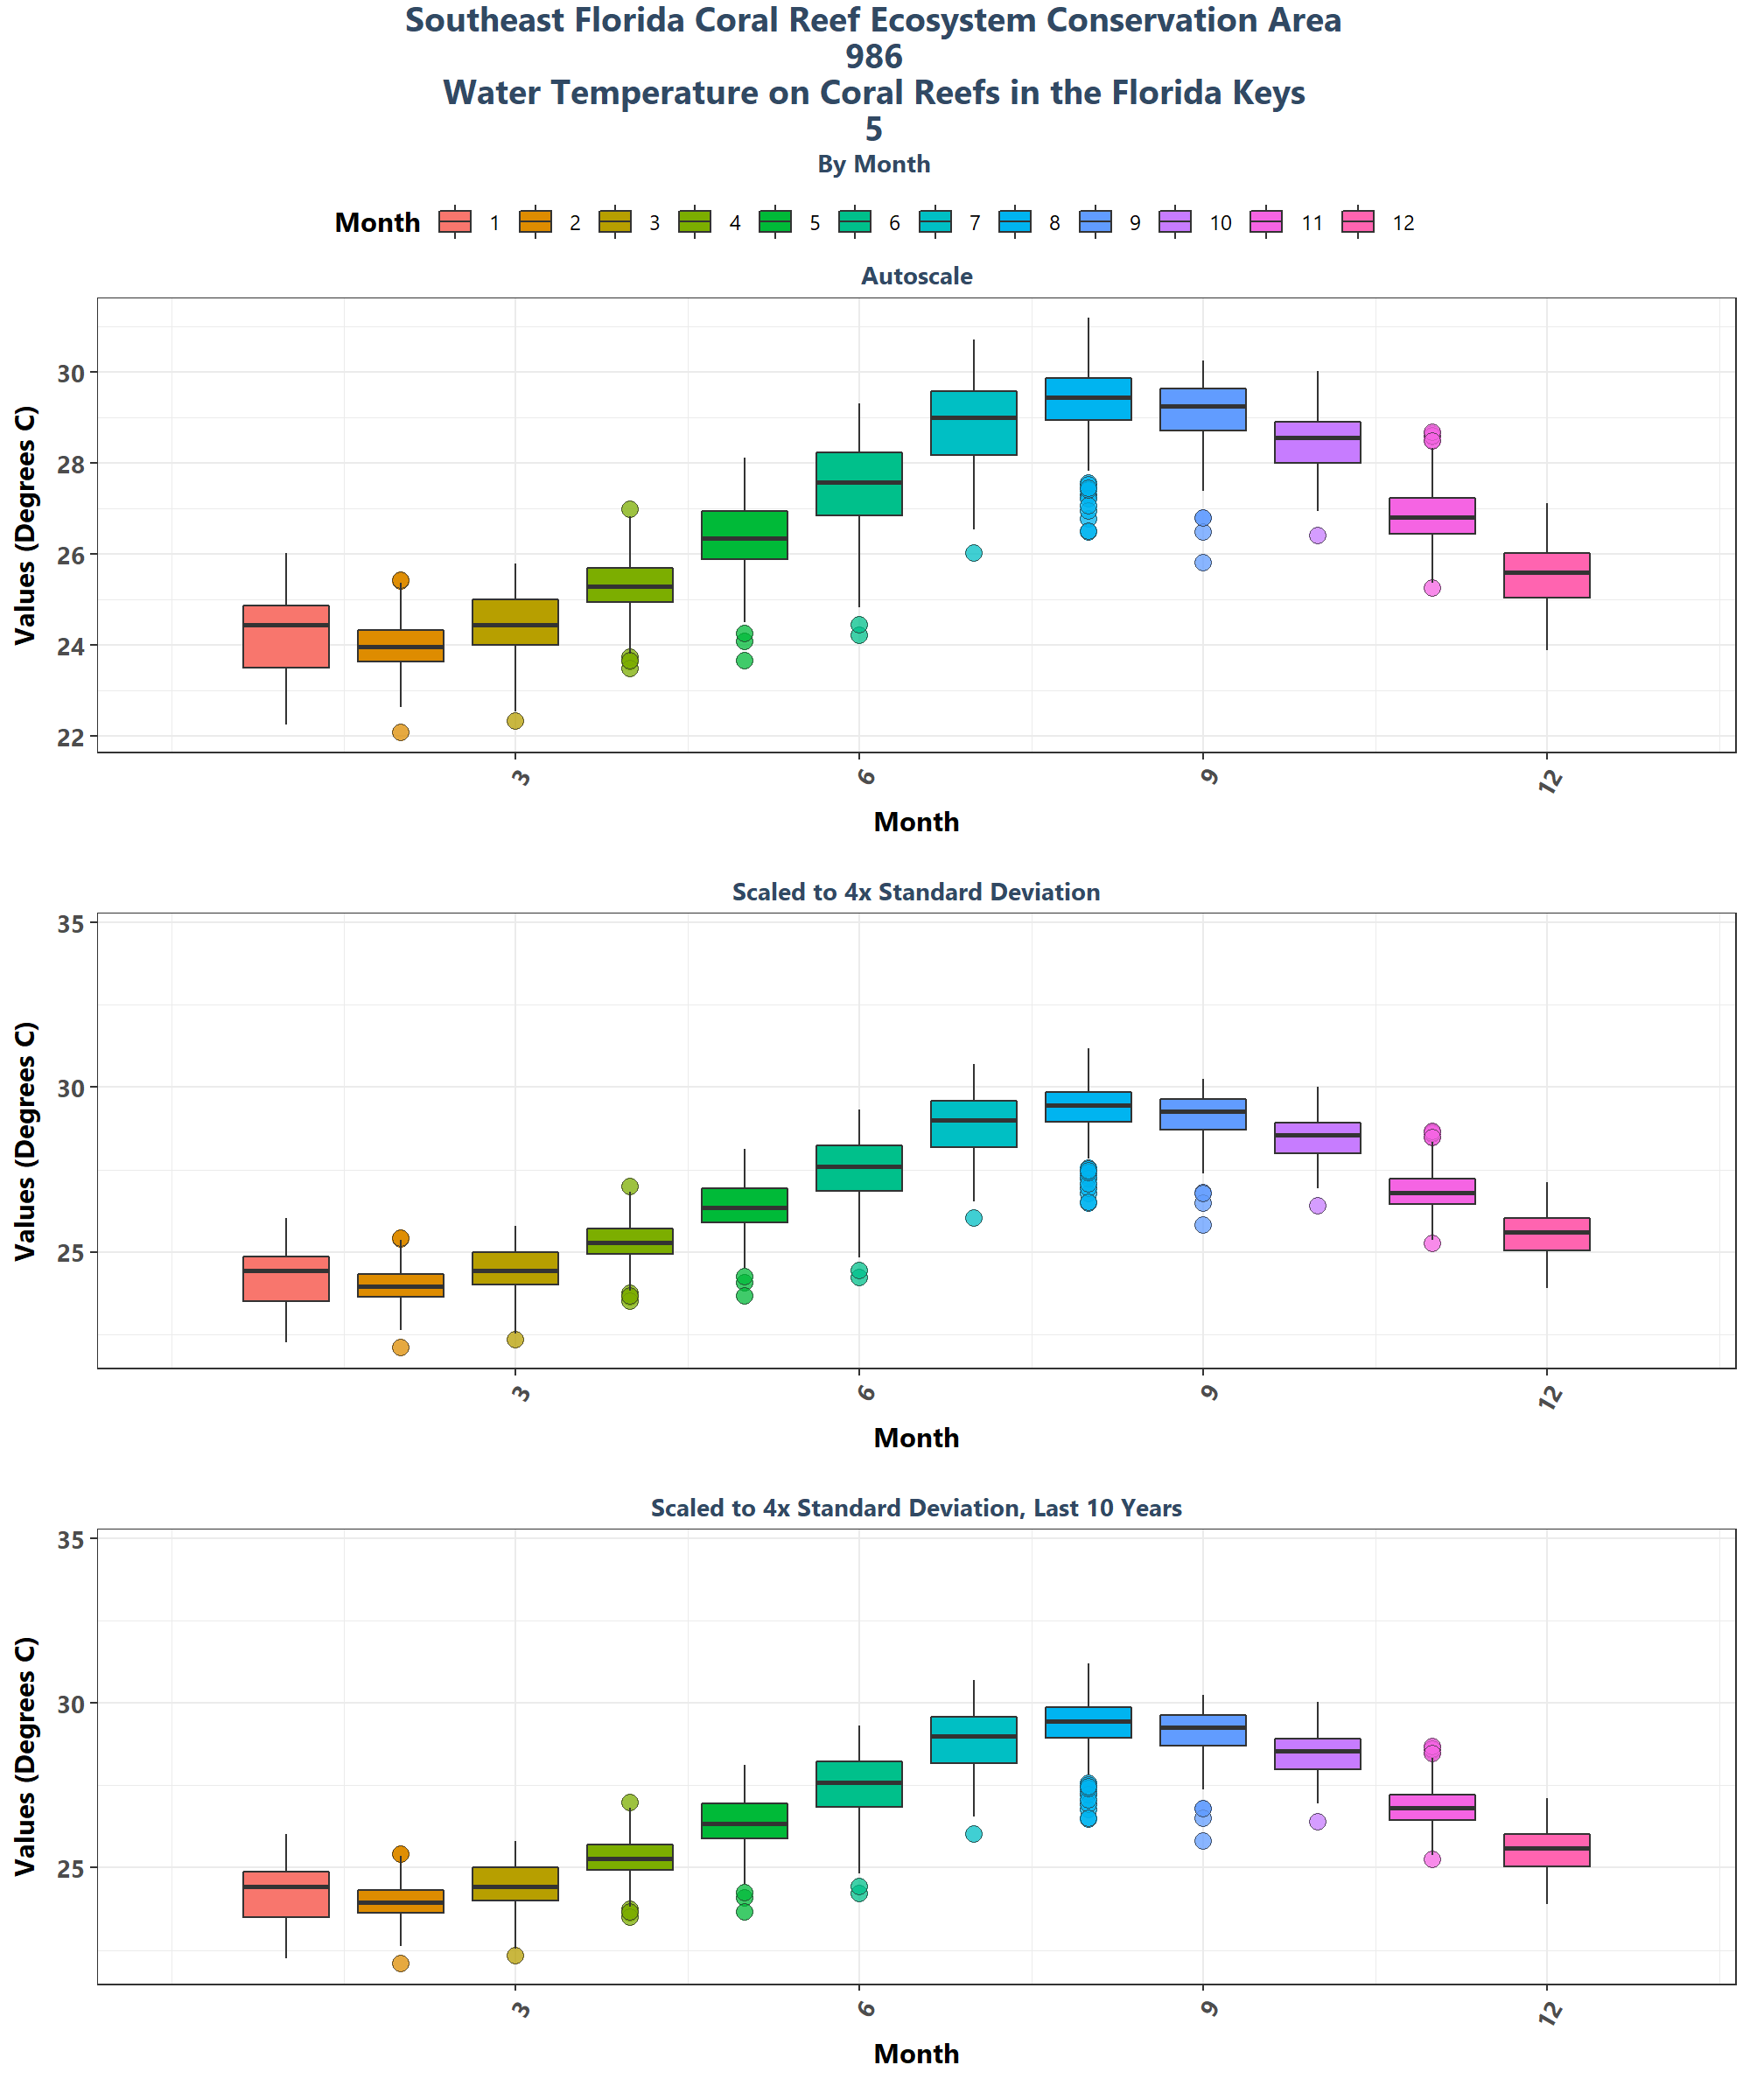 Southeast Florida Coral Reef Ecosystem Conservation Area
986
Water Temperature on Coral Reefs in the Florida Keys
5
By Month
Month 1 2 3 4 5 6 7 8 9 10 11 12
Autoscale
Values (Degrees C)
30
28
26
24
22
3 6 9 12
Month
Scaled to 4x Standard Deviation
Values (Degrees C)
35
30
25
3 6 9 12
Month
Scaled to 4x Standard Deviation, Last 10 Years
Values (Degrees C)
35
30
25
3 6 9 12
Month